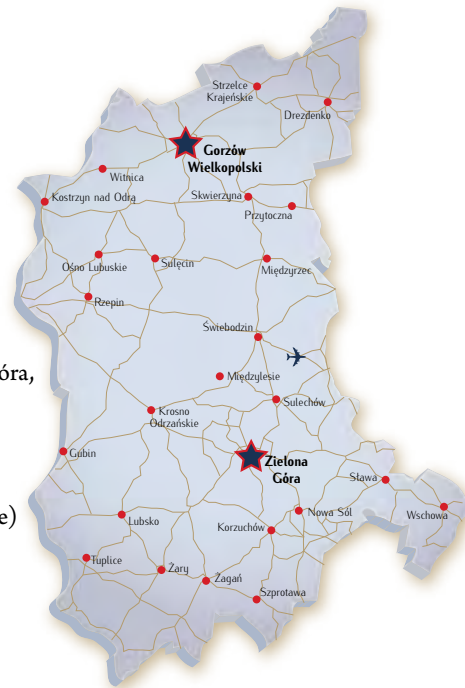 Strzelce
Krajeńskie
Drezdenko
Gorzów
Wielkopolski
Witnica
Skwierzyna
Kostrzyn nad Odrą
Przytoczna
Ośno Lubuskie
Sulęcin
Międzyrzec
Rzepin
Świebodzin
óra,
Międzylesie
Sulechów
Krosno
Odrzańskie
Gubin
Zielona
Góra
Sława
e)
Lubsko
Nowa Sól
Wschowa
Korzuchów
Tuplice
Żary
Żagań
Szprotawa